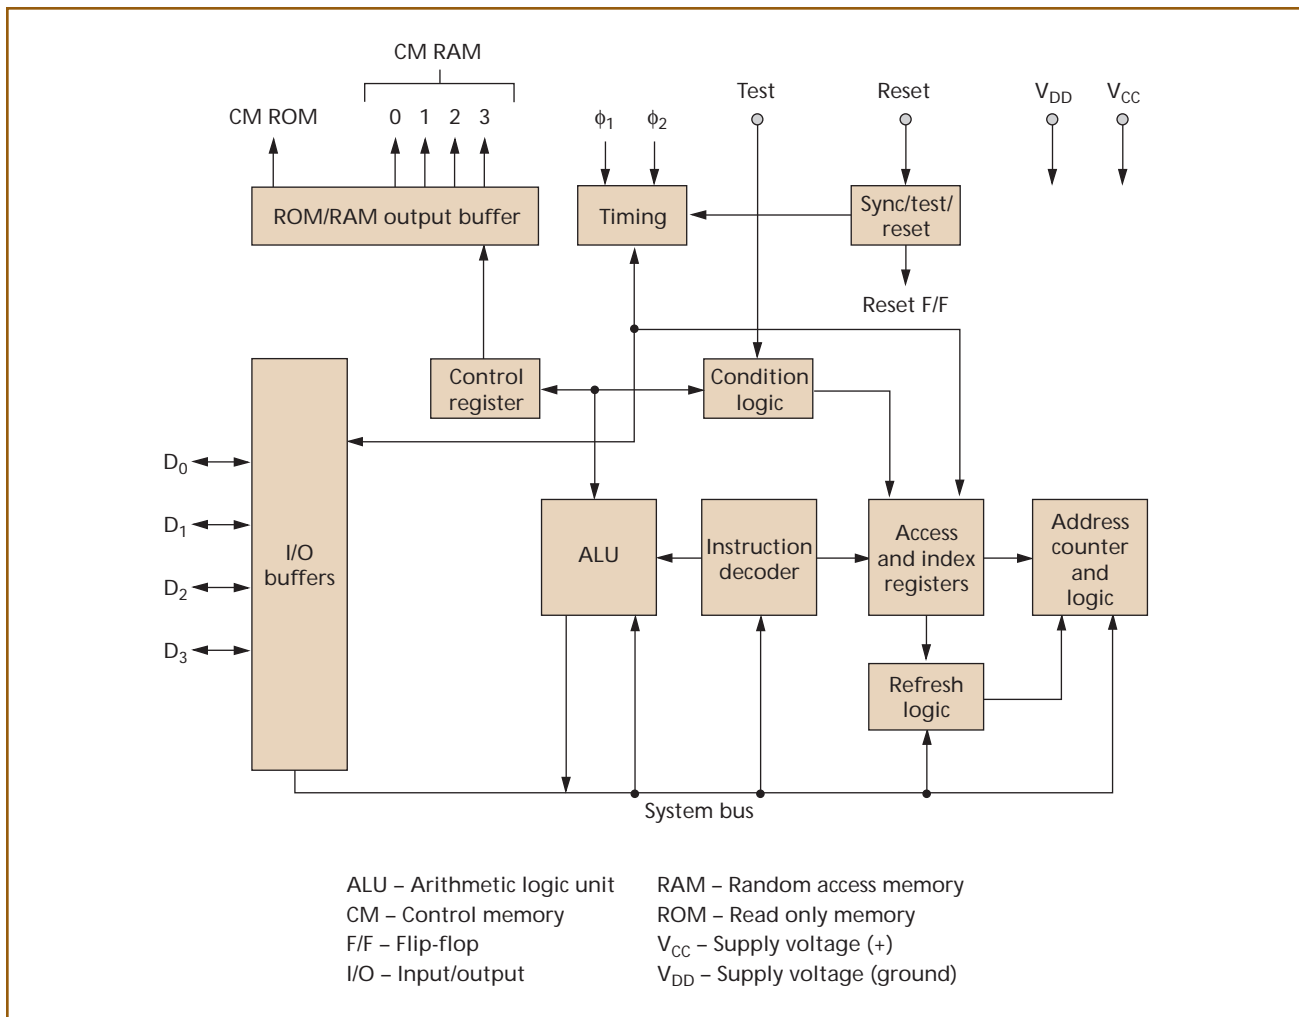 CM RAM
CM ROM
0 1 2 3
ϕ1 ϕ2
Test
Reset
VDD
VCC
ROM/RAM output buffer
Timing
Sync/test/
reset
Reset F/F
Control
register
Condition
logic
D0
D1
D2
D3
I/O
buffers
ALU
Instruction
decoder
Access
and index
registers
Address
counter
and
logic
Refresh
logic
System bus
ALU – Arithmetic logic unit
CM – Control memory
F/F – Flip-flop
I/O – Input/output
RAM – Random access memory
ROM – Read only memory
VCC – Supply voltage (+)
VDD – Supply voltage (ground)